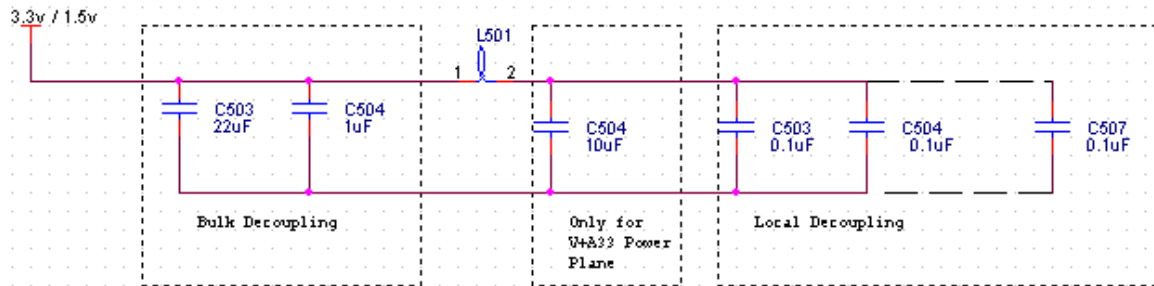 3.3v / 1.5v
L501
1 2
C503
22uF
C504
1uF
C504
10uF
C503
0.1uF
C504
0.1uF
C507
0.1uF
Bulk Decoupling
Only for
V+A33 Power
Plane
Local Decoupling